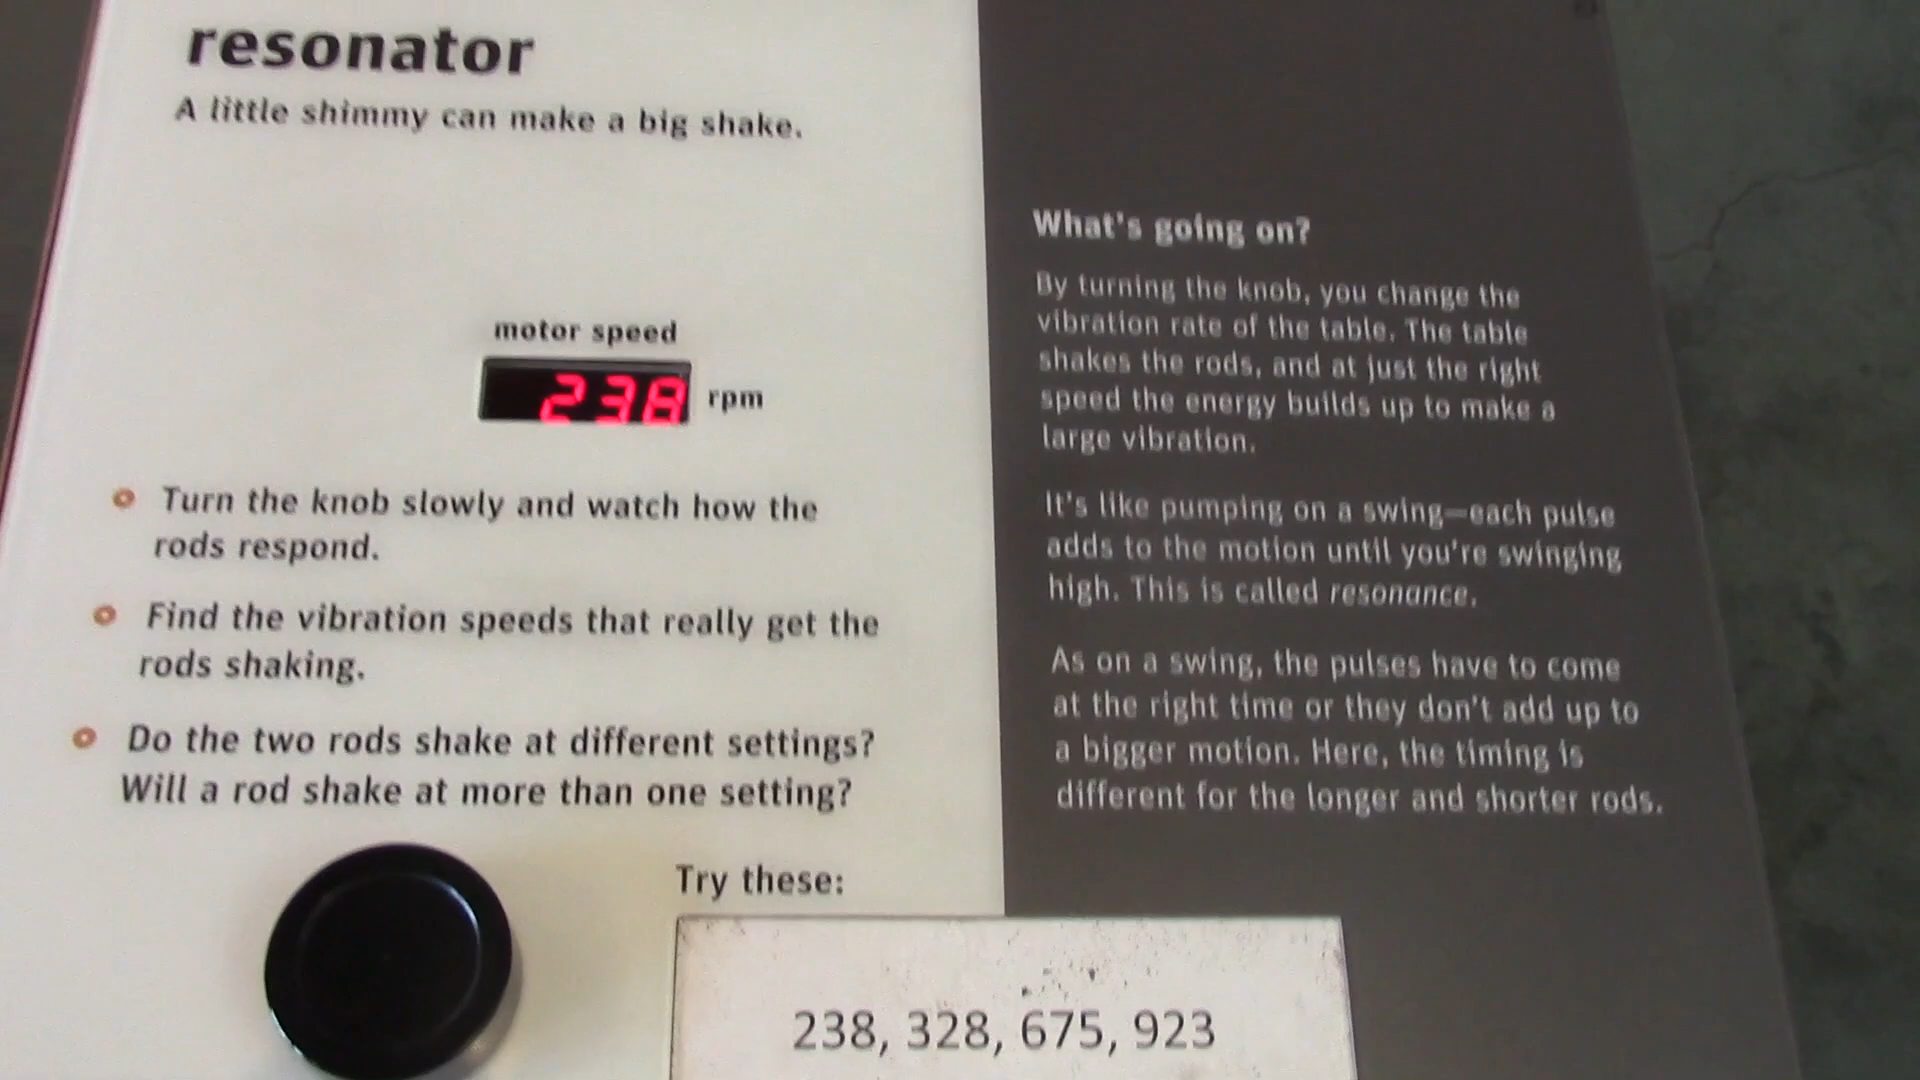 resonator
A little shimmy can make a big shake.
motor speed
238 rpm
Turn the knob slowly and watch how the
rods respond.
Find the vibration speeds that really get the
rods shaking.
Do the two rods shake at different settings?
Will a rod shake at more than one setting?
Try these:
238, 328, 675, 923
What's going on?
By turning the knob, you change the
vibration rate of the table. The table
shakes the rods, and at just the right
speed the energy builds up to make a
large vibration.
It's like pumping on a swing—each pulse
adds to the motion until you're swinging
high. This is called resonance.
As on a swing, the pulses have to come
at the right time or they don't add up to
a bigger motion. Here, the timing is
different for the longer and shorter rods.